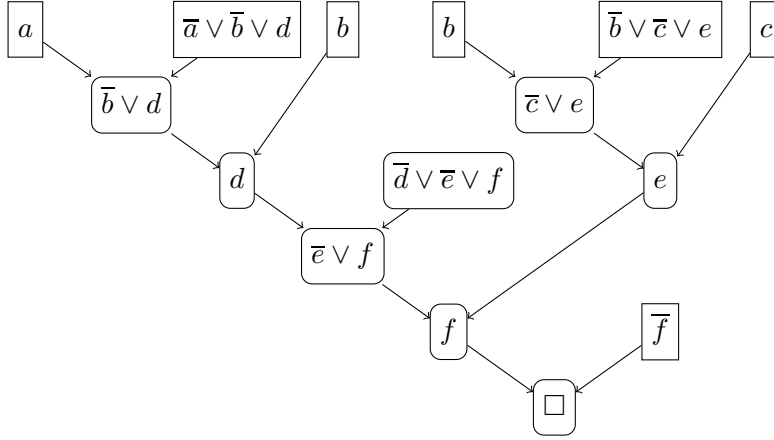 a a̅ ∨ b̅ ∨ d b b b̅ ∨ c̅ ∨ e c
b̅ ∨ d c̅ ∨ e
d d̅ ∨ e̅ ∨ f e
e̅ ∨ f
f f̅
□